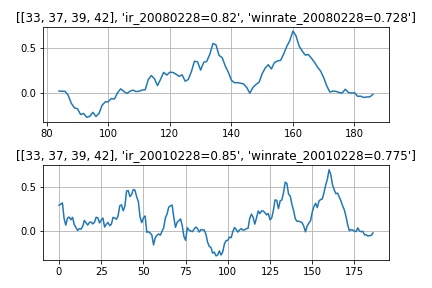 [[33, 37, 39, 42], 'ir_20080228=0.82', 'winrate_20080228=0.728']
0.5
0.0
80 100 120 140 160 180
[[33, 37, 39, 42], 'ir_20010228=0.85', 'winrate_20010228=0.775']
0.5
0.0
0 25 50 75 100 125 150 175